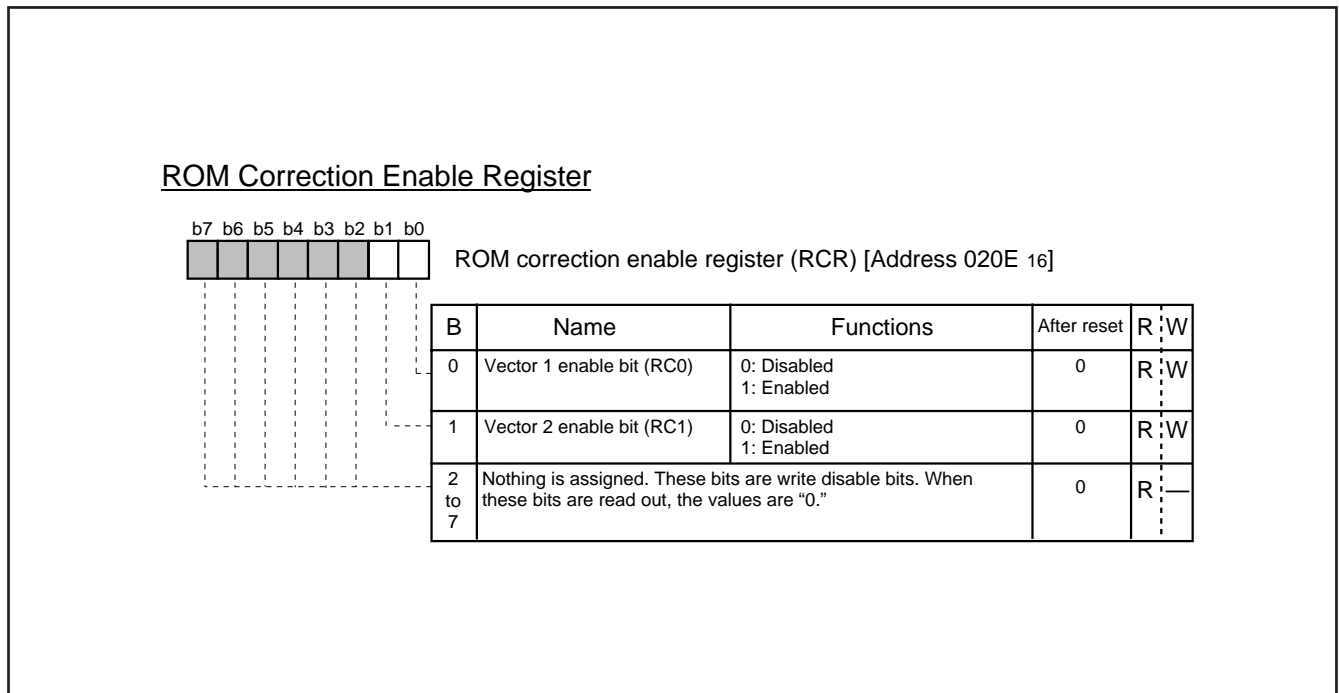 ROM Correction Enable Register
b7 b6 b5 b4 b3 b2 b1 b0
ROM correction enable register (RCR) [Address 020E 16]
B Name Functions After reset R W
0 Vector 1 enable bit (RC0) 0: Disabled 0 R W
1: Enabled
1 Vector 2 enable bit (RC1) 0: Disabled 0 R W
1: Enabled
2 Nothing is assigned. These bits are write disable bits. When 0 R —
to these bits are read out, the values are “0.”
7